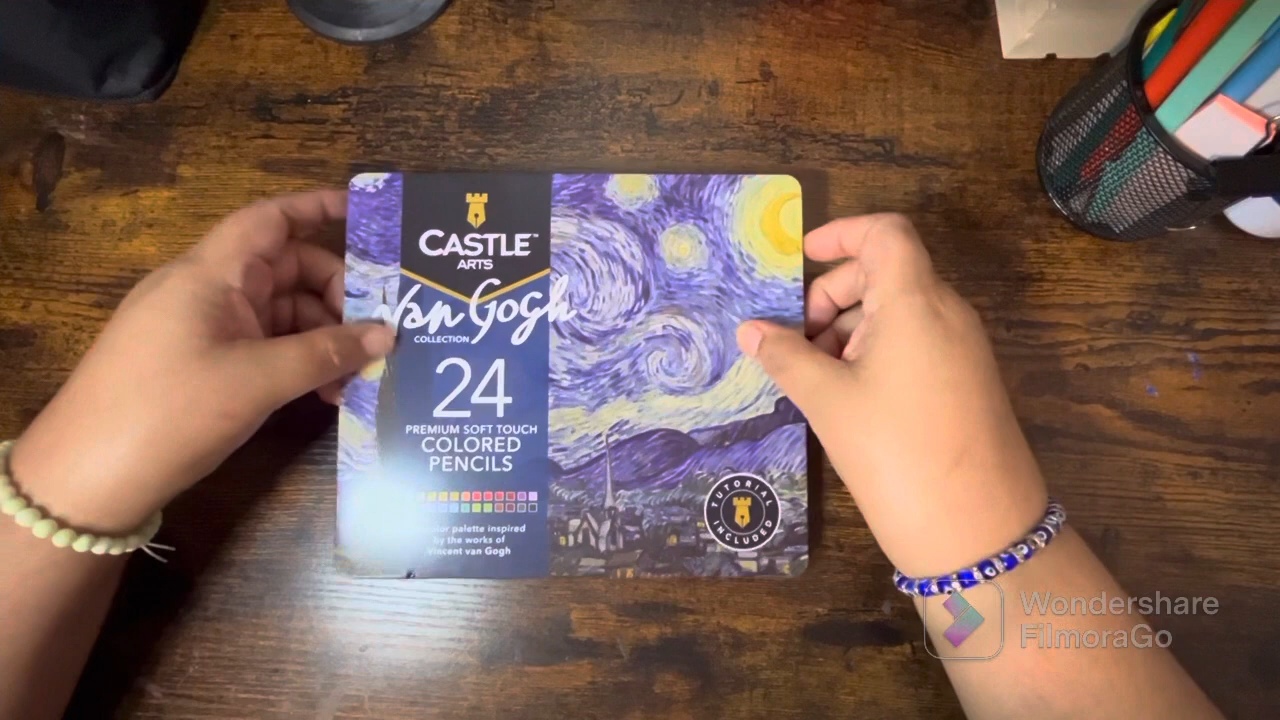 CASTLE™
ARTS
Van Gogh
COLLECTION
24
PREMIUM SOFT TOUCH
COLORED
PENCILS
palette inspired
by the works of
Vincent van Gogh
TUTORIAL
INCLUDED
Wondershare
FilmoraGo